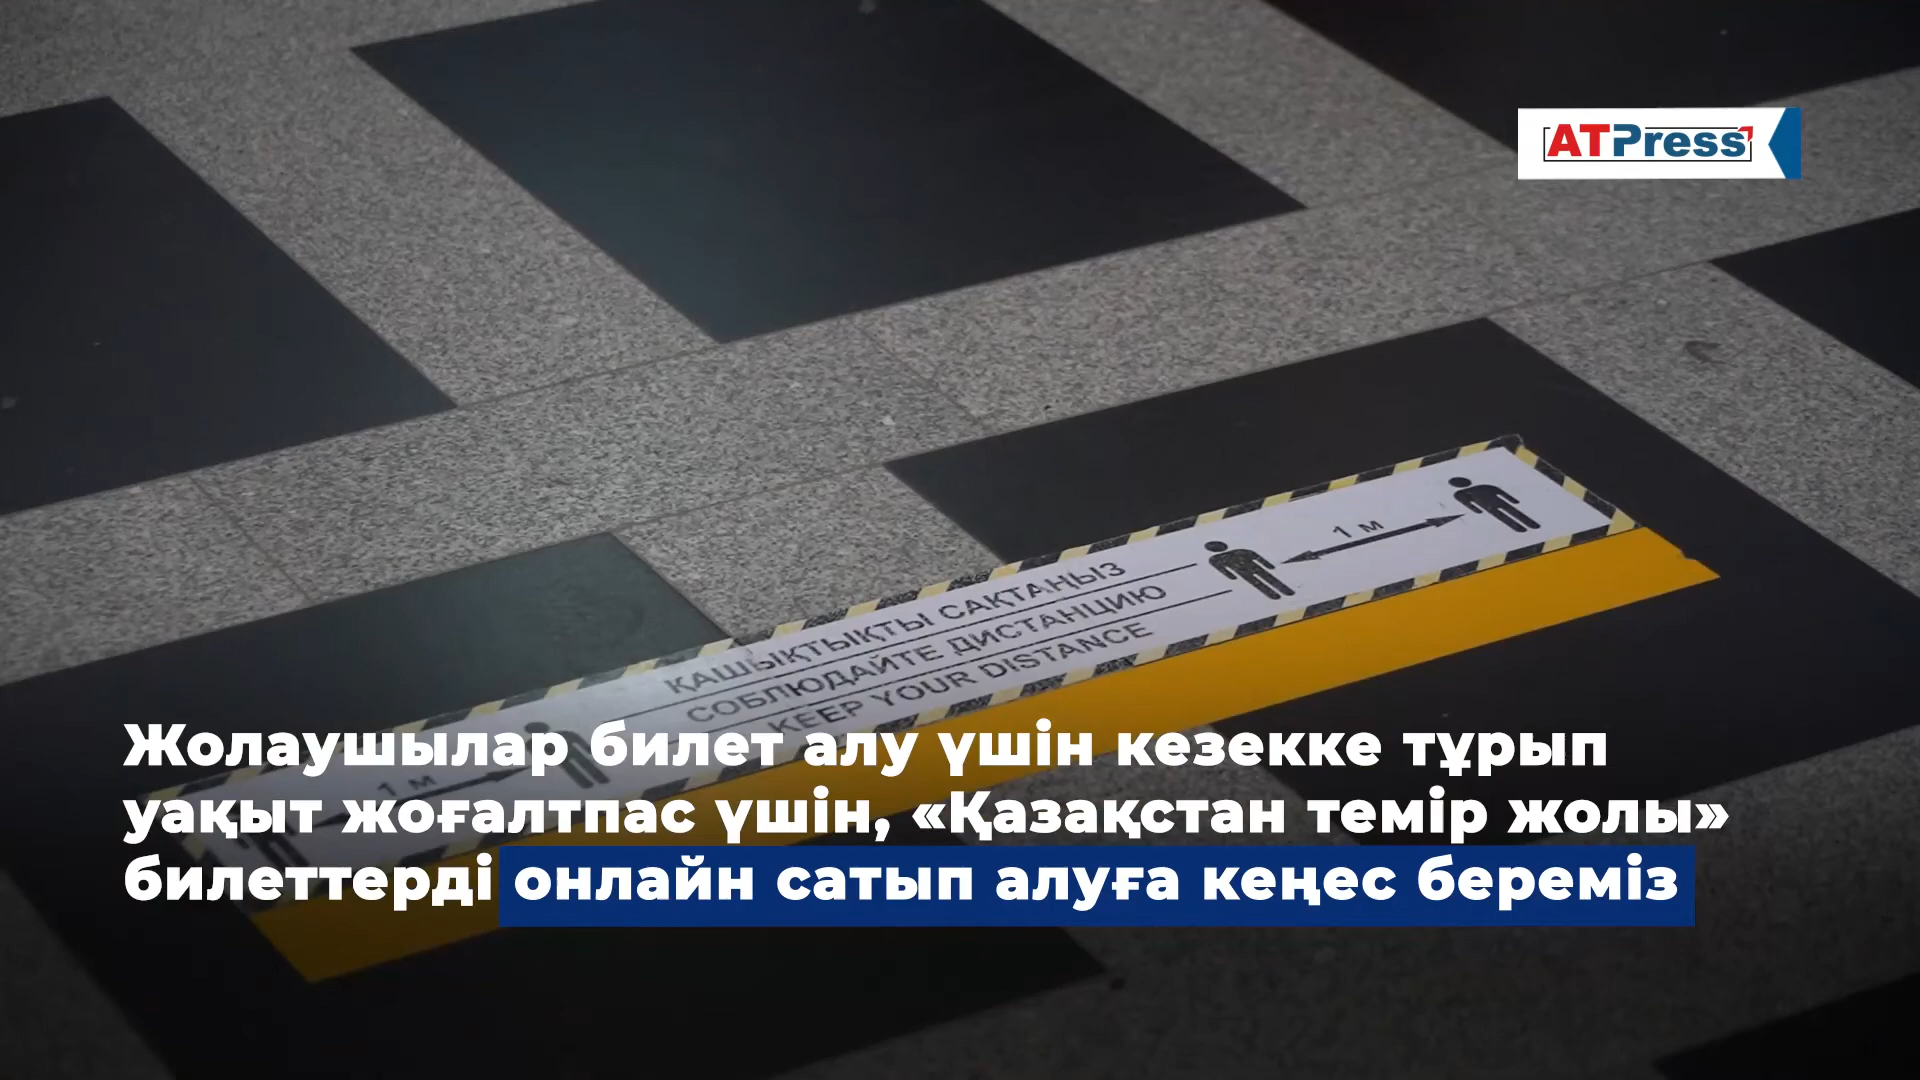 ATPress
ҚАШЫҚТЫҚТЫ САҚТАҢЫЗ
СОБЛЮДАЙТЕ ДИСТАНЦИЮ
KEEP YOUR DISTANCE
1 м
1 м
Жолаушылар билет алу үшін кезекке тұрып
уақыт жоғалтпас үшін, «Қазақстан темір жолы»
билеттерді онлайн сатып алуға кеңес береміз